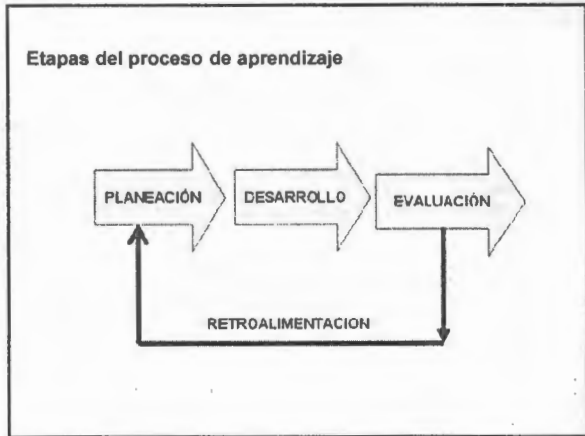 Etapas del proceso de aprendizaje
PLANEACIÓN
DESARROLLO
EVALUACIÓN
RETROALIMENTACION